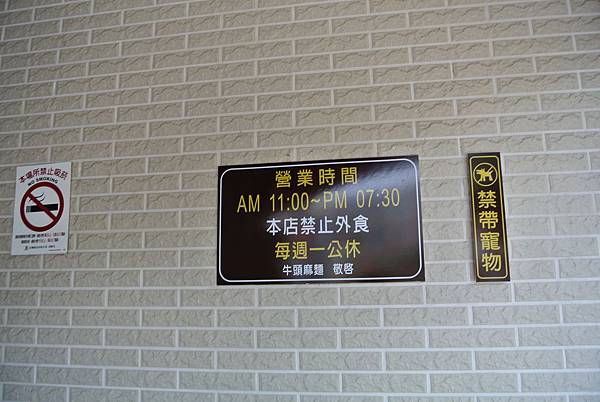 本場所禁止吸菸
NO SMOKING
營業時間
AM 11:00~PM 07:30
本店禁止外食
每週一公休
牛頭麻麵 敬啓
禁帶寵物